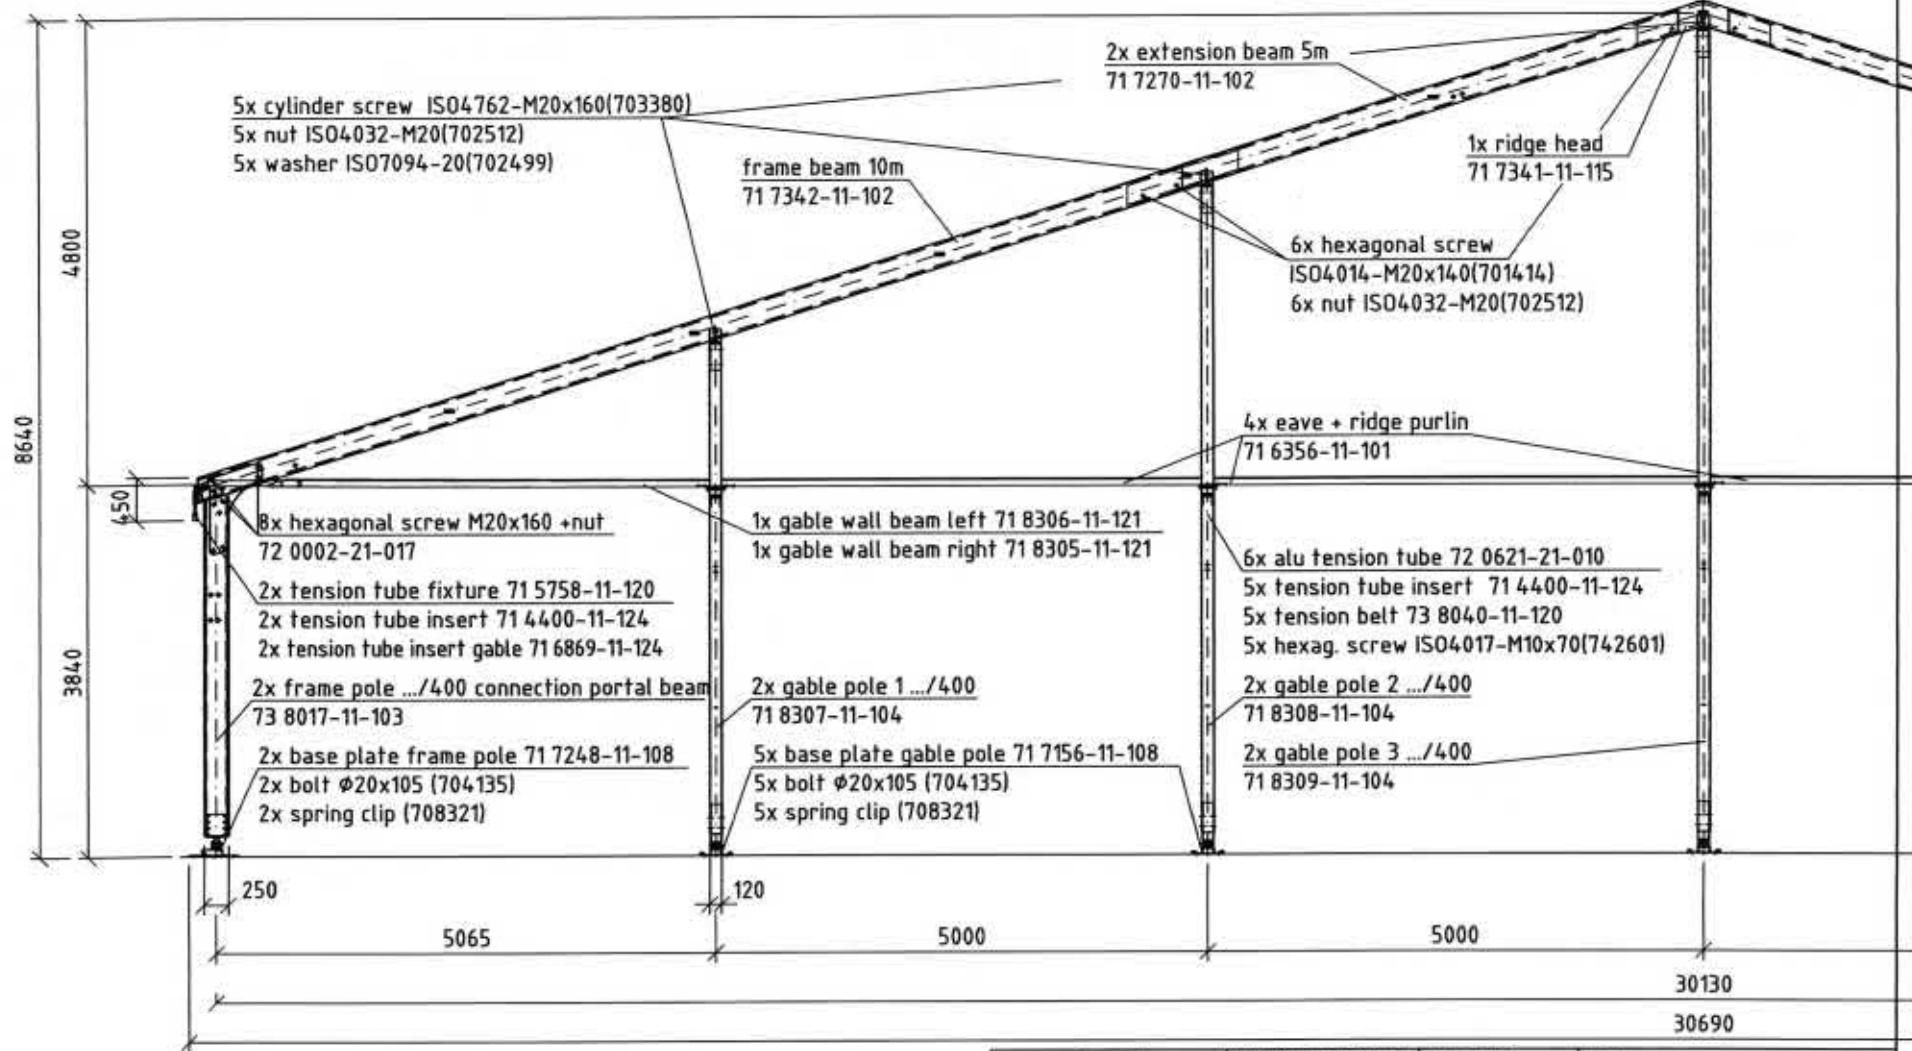 2x extension beam 5m
71 7270-11-102
5x cylinder screw ISO4762-M20x160(703380)
5x nut ISO4032-M20(702512)
5x washer ISO7094-20(702499)
frame beam 10m
71 7342-11-102
1x ridge head
71 7341-11-115
6x hexagonal screw
ISO4014-M20x140(701414)
6x nut ISO4032-M20(702512)
4800
8640
3840
450
4x eave + ridge purlin
71 6356-11-101
8x hexagonal screw M20x160 +nut
72 0002-21-017
2x tension tube fixture 71 5758-11-120
2x tension tube insert 71 4400-11-124
2x tension tube insert gable 71 6869-11-124
1x gable wall beam left 71 8306-11-121
1x gable wall beam right 71 8305-11-121
6x alu tension tube 72 0621-21-010
5x tension tube insert 71 4400-11-124
5x tension belt 73 8040-11-120
5x hexag. screw ISO4017-M10x70(742601)
2x frame pole .../400 connection portal beam
73 8017-11-103
2x gable pole 1 .../400
71 8307-11-104
2x gable pole 2 .../400
71 8308-11-104
2x base plate frame pole 71 7248-11-108
2x bolt Φ20x105 (704135)
2x spring clip (708321)
5x base plate gable pole 71 7156-11-108
5x bolt Φ20x105 (704135)
5x spring clip (708321)
2x gable pole 3 .../400
71 8309-11-104
250
120
5065
5000
5000
30130
30690